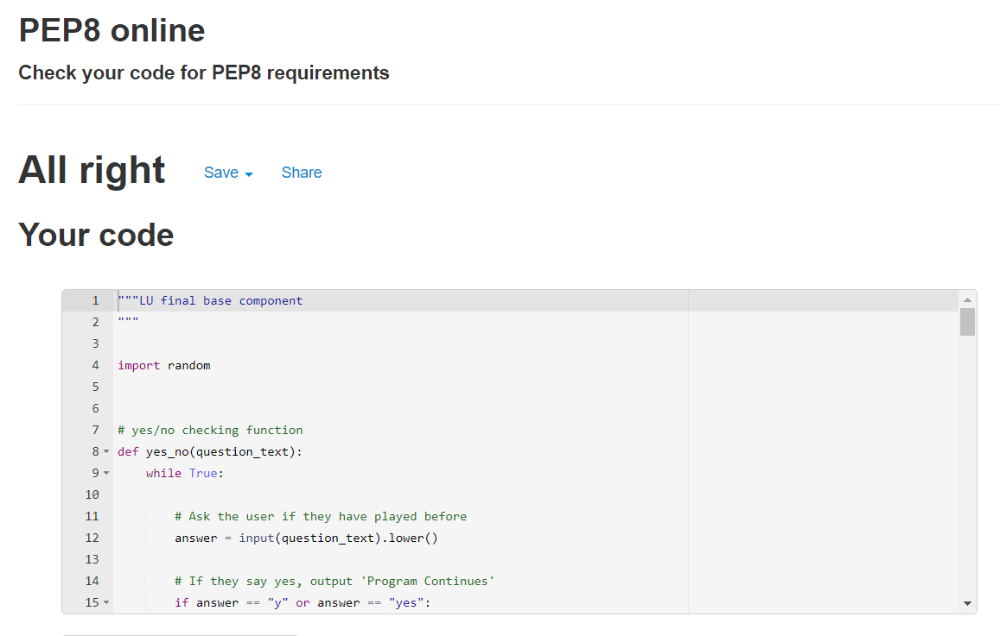 PEP8 online
Check your code for PEP8 requirements
All right Save Share
Your code
1 """LU final base component
2 """
3
4 import random
5
6
7 # yes/no checking function
8 def yes_no(question_text):
9     while True:
10
11         # Ask the user if they have played before
12         answer = input(question_text).lower()
13
14         # If they say yes, output 'Program Continues'
15         if answer == "y" or answer == "yes":